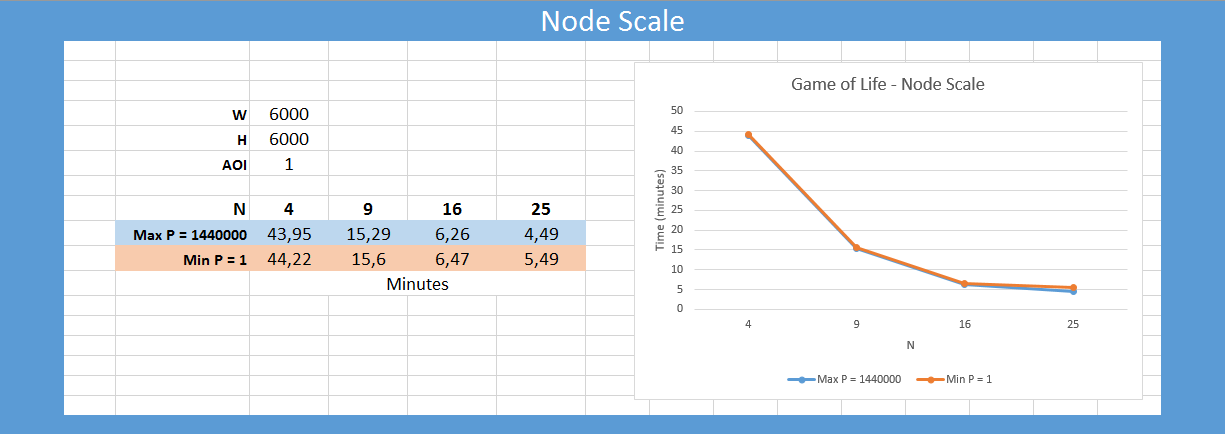 Node Scale
W 6000
H 6000
AOI 1
N 4 9 16 25
Max P = 1440000 43,95 15,29 6,26 4,49
Min P = 1 44,22 15,6 6,47 5,49
Minutes
Game of Life - Node Scale
50
45
40
35
30
25
20
15
10
5
0
Time (minutes)
4 9 16 25
N
Max P = 1440000 Min P = 1